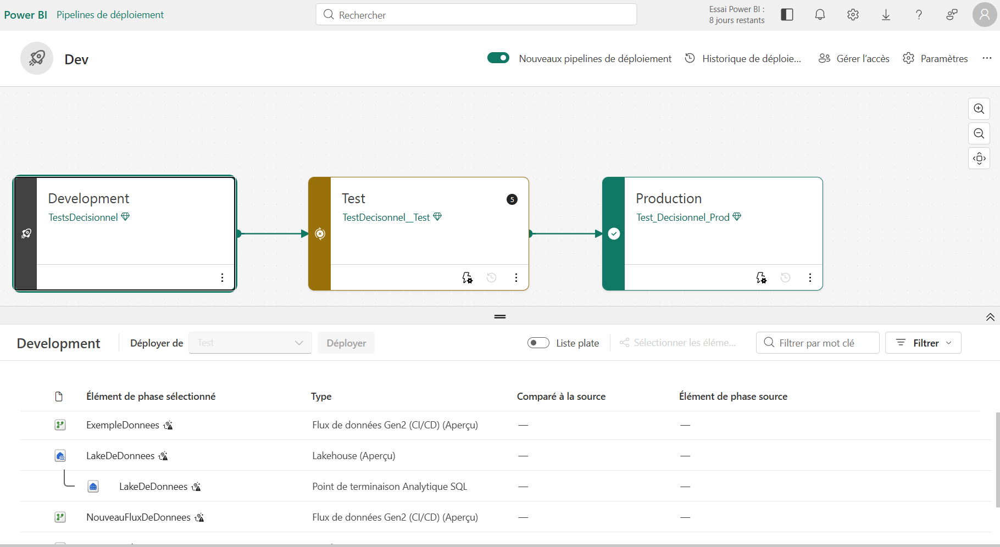 Power BI Pipelines de déploiement
Rechercher
Essai Power BI :
8 jours restants
?
Dev
Nouveaux pipelines de déploiement
Historique de déploie...
Gérer l'accès
Paramètres
Development
TestsDecisionnel
Test
5
TestDecisonnel__Test
Production
Test_Decisionnel_Prod
Development
Déployer de
Test
Déployer
Liste plate
Sélectionner les éléme...
Filtrer par mot clé
Filtrer
Élément de phase sélectionné Type Comparé à la source Élément de phase source
ExempleDonnees Flux de données Gen2 (CI/CD) (Aperçu) — —
LakeDeDonnees Lakehouse (Aperçu) — —
LakeDeDonnees Point de terminaison Analytique SQL — —
NouveauFluxDeDonnees Flux de données Gen2 (CI/CD) (Aperçu) — —